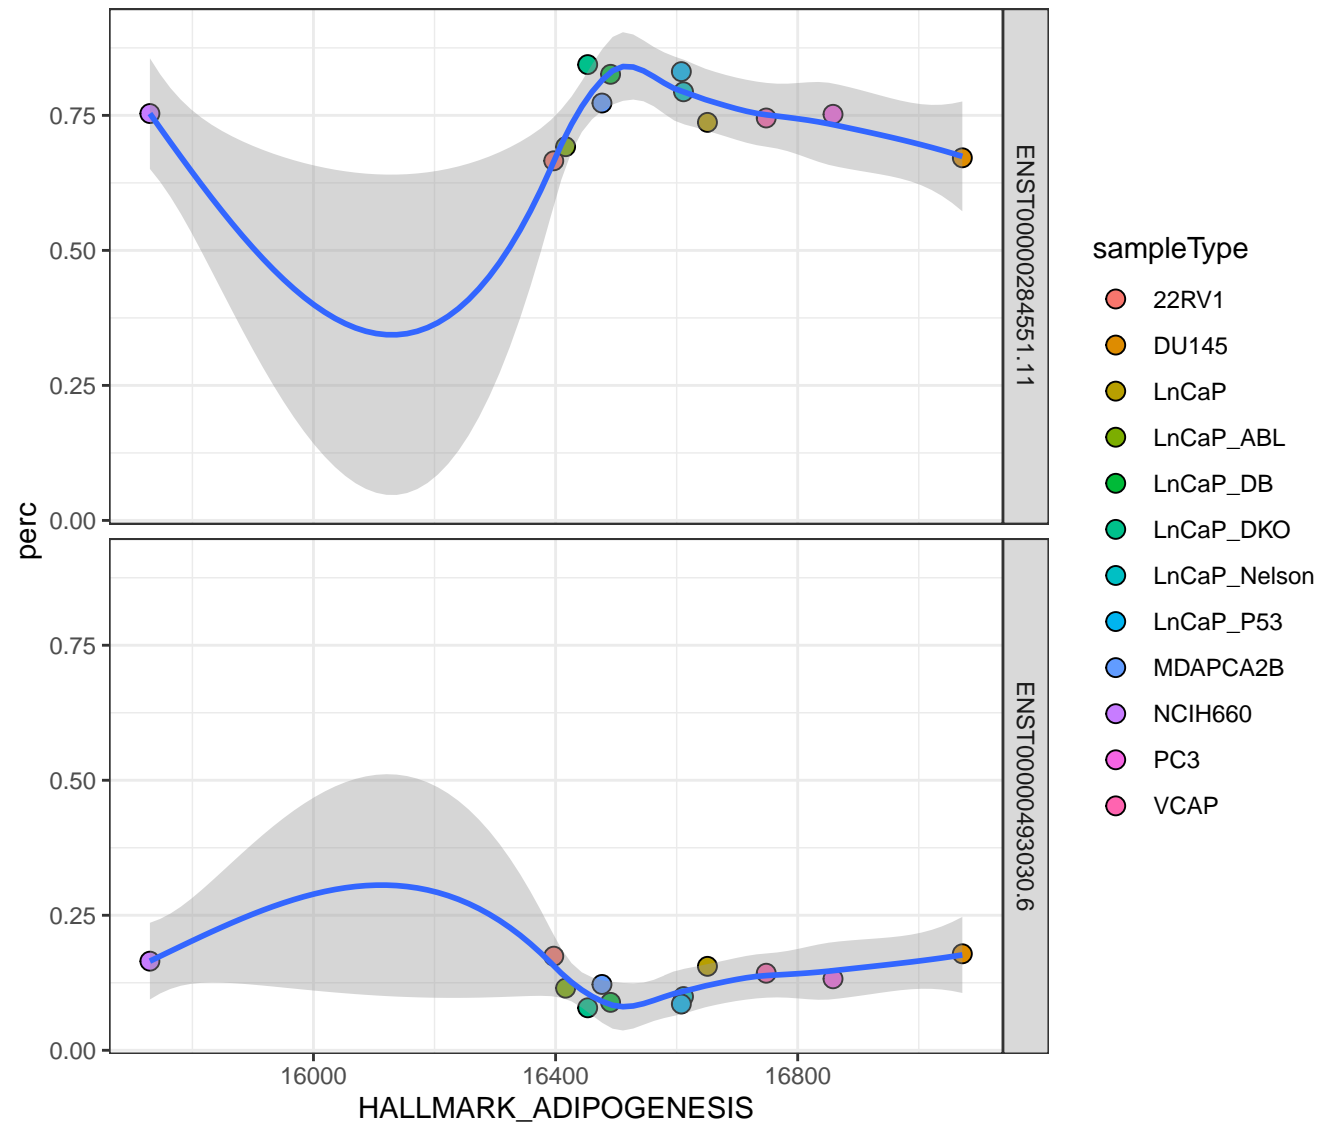 perc
0.75
0.50
0.25
0.00
ENST00000284551.11
0.75
0.50
0.25
0.00
ENST00000493030.6
16000
16400
16800
HALLMARK_ADIPOGENESIS
sampleType
22RV1
DU145
LnCaP
LnCaP_ABL
LnCaP_DB
LnCaP_DKO
LnCaP_Nelson
LnCaP_P53
MDAPCA2B
NCIH660
PC3
VCAP